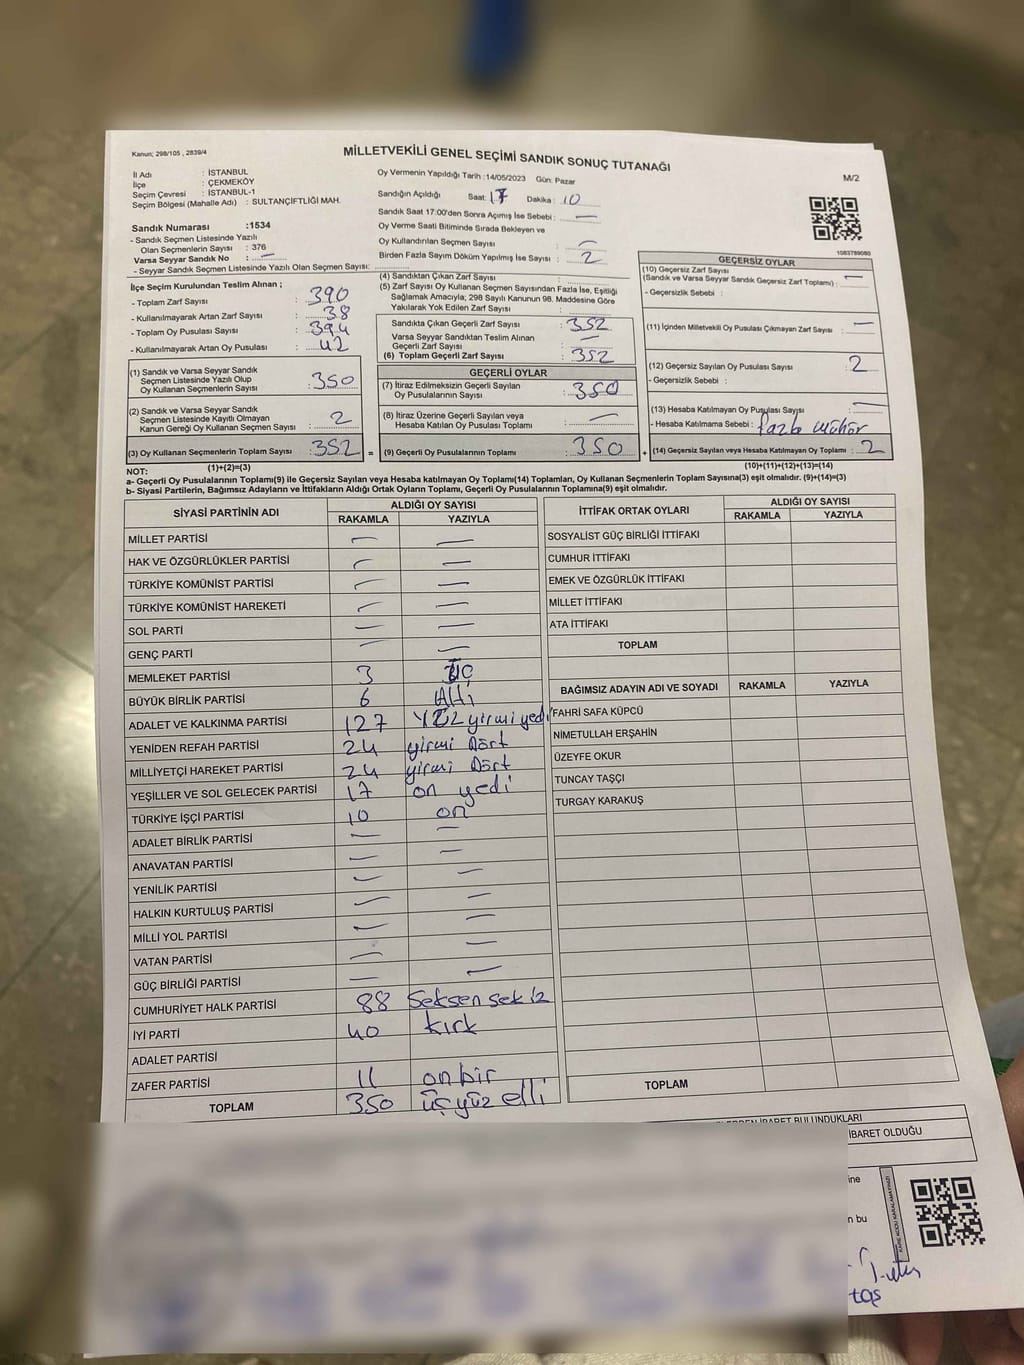 Kanun; 298/105 , 2839/4
MİLLETVEKİLİ GENEL SEÇİMİ SANDIK SONUÇ TUTANAĞI
M/2
İl Adı : İSTANBUL
İlçe : ÇEKMEKÖY
Seçim Çevresi : İSTANBUL-1
Seçim Bölgesi (Mahalle Adı) : SULTANÇİFTLİĞİ MAH.
Oy Vermenin Yapıldığı Tarih : 14/05/2023 Gün: Pazar
Sandığın Açıldığı Saat: 17 Dakika : 10
Sandık Saat 17:00'den Sonra Açımış İse Sebebi : —
Oy Verme Saati Bitiminde Sırada Bekleyen ve
Oy Kullandırılan Seçmen Sayısı : —
Birden Fazla Sayım Döküm Yapılmış İse Sayısı : 2
Sandık Numarası :1534
- Sandık Seçmen Listesinde Yazılı
Olan Seçmenlerin Sayısı : 376
Varsa Seyyar Sandık No : —
- Seyyar Sandık Seçmen Listesinde Yazılı Olan Seçmen Sayısı:
1083789080
İlçe Seçim Kurulundan Teslim Alınan ;
- Toplam Zarf Sayısı : 390
- Kullanılmayarak Artan Zarf Sayısı : 38
- Toplam Oy Pusulası Sayısı : 394
- Kullanılmayarak Artan Oy Pusulası : 42
(1) Sandık ve Varsa Seyyar Sandık
Seçmen Listesinde Yazılı Olup
Oy Kullanan Seçmenlerin Sayısı : 350
(2) Sandık ve Varsa Seyyar Sandık
Seçmen Listesinde Kayıtlı Olmayan
Kanun Gereği Oy Kullanan Seçmen Sayısı : 2
(3) Oy Kullanan Seçmenlerin Toplam Sayısı : 352 =
(1)+(2)=(3)
(4) Sandıktan Çıkan Zarf Sayısı :
(5) Zarf Sayısı Oy Kullanan Seçmen Sayısından Fazla İse, Eşitliği
Sağlamak Amacıyla; 298 Sayılı Kanunun 98. Maddesine Göre
Yakılarak Yok Edilen Zarf Sayısı :
Sandıkta Çıkan Geçerli Zarf Sayısı : 352
Varsa Seyyar Sandıktan Teslim Alınan
Geçerli Zarf Sayısı : —
(6) Toplam Geçerli Zarf Sayısı : 352
GEÇERLİ OYLAR
(7) İtiraz Edilmeksizin Geçerli Sayılan
Oy Pusulalarının Sayısı : 350
(8) İtiraz Üzerine Geçerli Sayılan veya
Hesaba Katılan Oy Pusulası Toplamı : —
(9) Geçerli Oy Pusulalarının Toplamı : 350 +
GEÇERSİZ OYLAR
(10) Geçersiz Zarf Sayısı
(Sandık ve Varsa Seyyar Sandık Geçersiz Zarf Toplamı) : —
- Geçersizlik Sebebi :
(11) İçinden Milletvekili Oy Pusulası Çıkmayan Zarf Sayısı : —
(12) Geçersiz Sayılan Oy Pusulası Sayısı : 2
- Geçersizlik Sebebi :
(13) Hesaba Katılmayan Oy Pusulası Sayısı : —
- Hesaba Katılmama Sebebi : fazla mühür
(14) Geçersiz Sayılan veya Hesaba Katılmayan Oy Toplamı : 2
(10)+(11)+(12)+(13)=(14)
NOT:
a- Geçerli Oy Pusulalarının Toplamı(9) ile Geçersiz Sayılan veya Hesaba katılmayan Oy Toplamı(14) Toplamları, Oy Kullanan Seçmenlerin Toplam Sayısına(3) eşit olmalıdır. (9)+(14)=(3)
b- Siyasi Partilerin, Bağımsız Adayların ve İttifakların Aldığı Ortak Oyların Toplamı, Geçerli Oy Pusulalarının Toplamına(9) eşit olmalıdır.
SİYASİ PARTİNİN ADI ALDIĞI OY SAYISI
RAKAMLA YAZIYLA
MİLLET PARTİSİ — —
HAK VE ÖZGÜRLÜKLER PARTİSİ — —
TÜRKİYE KOMÜNİST PARTİSİ — —
TÜRKİYE KOMÜNİST HAREKETİ — —
SOL PARTİ — —
GENÇ PARTİ — —
MEMLEKET PARTİSİ 3 üÇ
BÜYÜK BİRLİK PARTİSİ 6 Altı
ADALET VE KALKINMA PARTİSİ 127 YÜZ yirmi yedi
YENİDEN REFAH PARTİSİ 24 yirmi Dört
MİLLİYETÇİ HAREKET PARTİSİ 24 yirmi Dört
YEŞİLLER VE SOL GELECEK PARTİSİ 17 on yedi
TÜRKİYE İŞÇİ PARTİSİ 10 on
ADALET BİRLİK PARTİSİ — —
ANAVATAN PARTİSİ — —
YENİLİK PARTİSİ — —
HALKIN KURTULUŞ PARTİSİ — —
MİLLİ YOL PARTİSİ — —
VATAN PARTİSİ — —
GÜÇ BİRLİĞİ PARTİSİ — —
CUMHURİYET HALK PARTİSİ 88 Seksen sekiz
İYİ PARTİ 40 kırk
ADALET PARTİSİ
ZAFER PARTİSİ 11 on bir
TOPLAM 350 üç yüz elli
İTTİFAK ORTAK OYLARI ALDIĞI OY SAYISI
RAKAMLA YAZIYLA
SOSYALİST GÜÇ BİRLİĞİ İTTİFAKI
CUMHUR İTTİFAKI
EMEK VE ÖZGÜRLÜK İTTİFAKI
MİLLET İTTİFAKI
ATA İTTİFAKI
TOPLAM
BAĞIMSIZ ADAYIN ADI VE SOYADI RAKAMLA YAZIYLA
FAHRİ SAFA KÜPCÜ
NİMETULLAH ERŞAHİN
ÜZEYFE OKUR
TUNCAY TAŞÇI
TURGAY KARAKUŞ
TOPLAM
İBARET BULUNDUKLARI
İBARET OLDUĞU
ine
n bu
taş